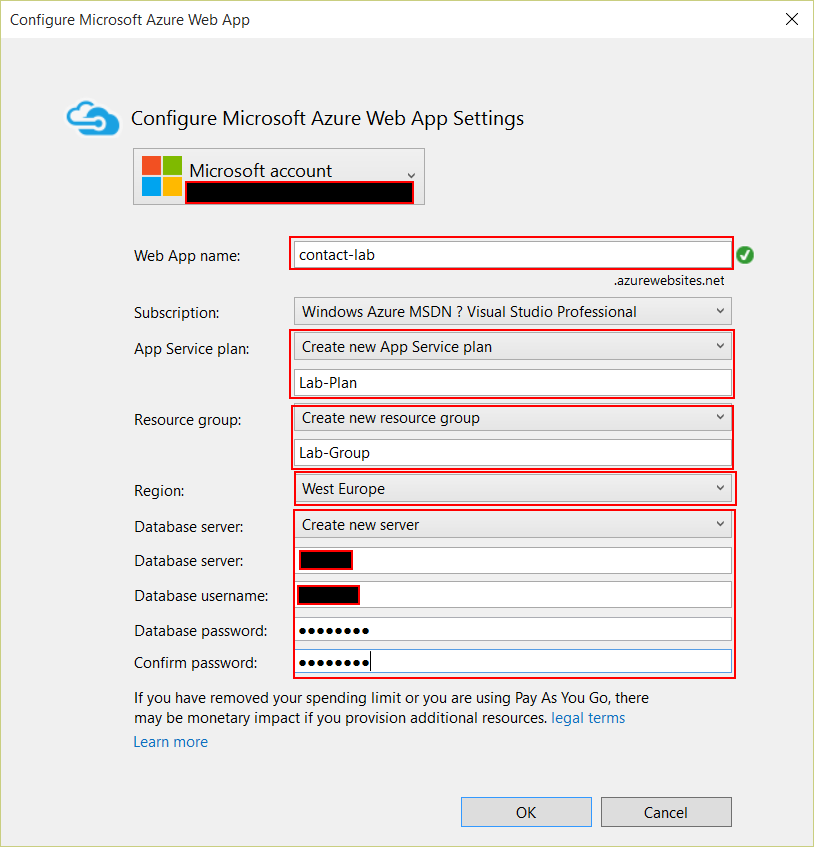 Configure Microsoft Azure Web App
Configure Microsoft Azure Web App Settings
Microsoft account
Web App name:
contact-lab
.azurewebsites.net
Subscription:
Windows Azure MSDN ? Visual Studio Professional
App Service plan:
Create new App Service plan
Lab-Plan
Resource group:
Create new resource group
Lab-Group
Region:
West Europe
Database server:
Create new server
Database server:
Database username:
Database password:
●●●●●●●●
Confirm password:
●●●●●●●●
If you have removed your spending limit or you are using Pay As You Go, there
may be monetary impact if you provision additional resources. legal terms
Learn more
OK
Cancel